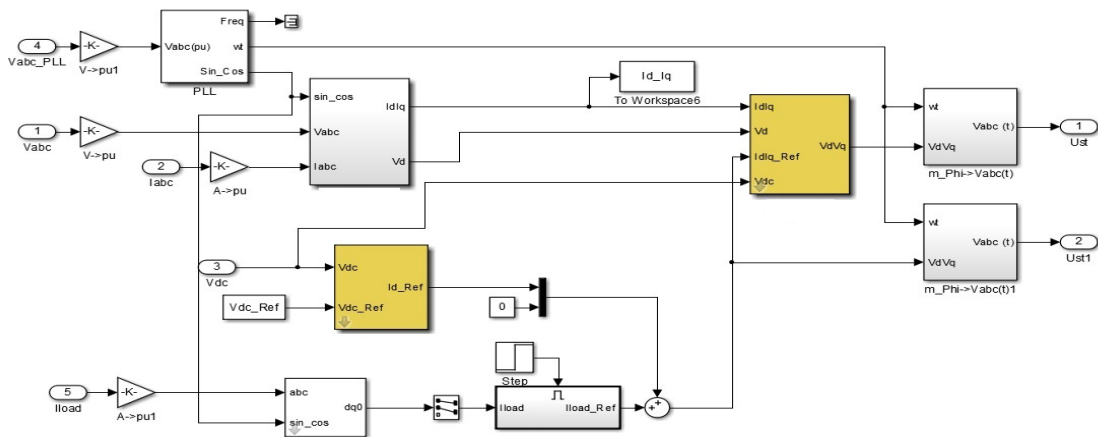 Freq
4
-K-
Vabc(pu)
wt
Vabc_PLL
V->pu1
Sin_Cos
PLL
Id_Iq
To Workspace6
sin_cos
IdIq
IdIq
wt
Vabc (t)
1
Ust
1
-K-
Vabc
Vd
Vabc
V->pu
2
-K-
Iabc
Vd
IdIq_Ref
VdVq
VdVq
Iabc
A->pu
Vdc
m_Phi->Vabc(t)
wt
Vabc (t)
2
Ust1
3
Vdc
Vdc
Id_Ref
VdVq
m_Phi->Vabc(t)1
Vdc_Ref
Vdc_Ref
0
Step
5
-K-
abc
dq0
Iload
Iload_Ref
++
Iload
A->pu1
sin_cos